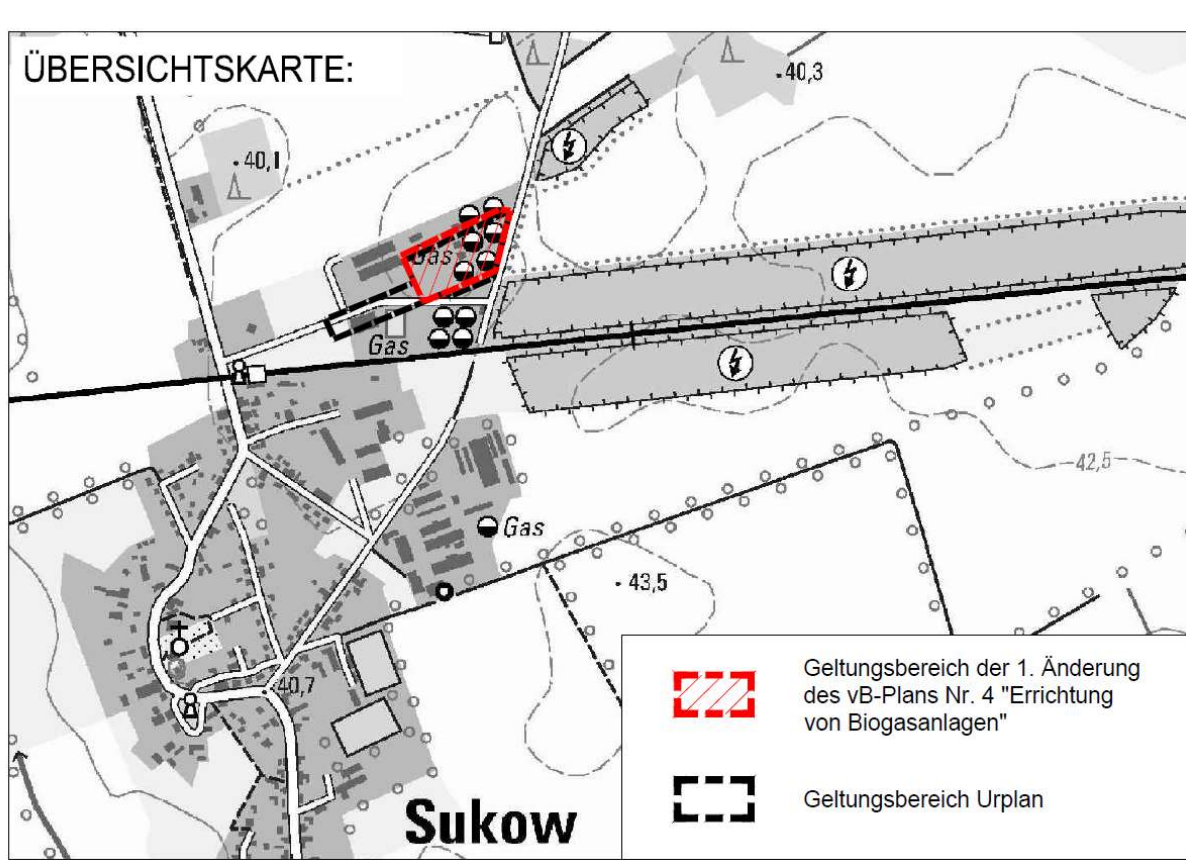 ÜBERSICHTSKARTE:
40,3
40,1
Gas
Gas
42,5
Gas
43,5
40,7
Geltungsbereich der 1. Änderung
des vB-Plans Nr. 4 "Errichtung
von Biogasanlagen"
Geltungsbereich Urplan
Sukow